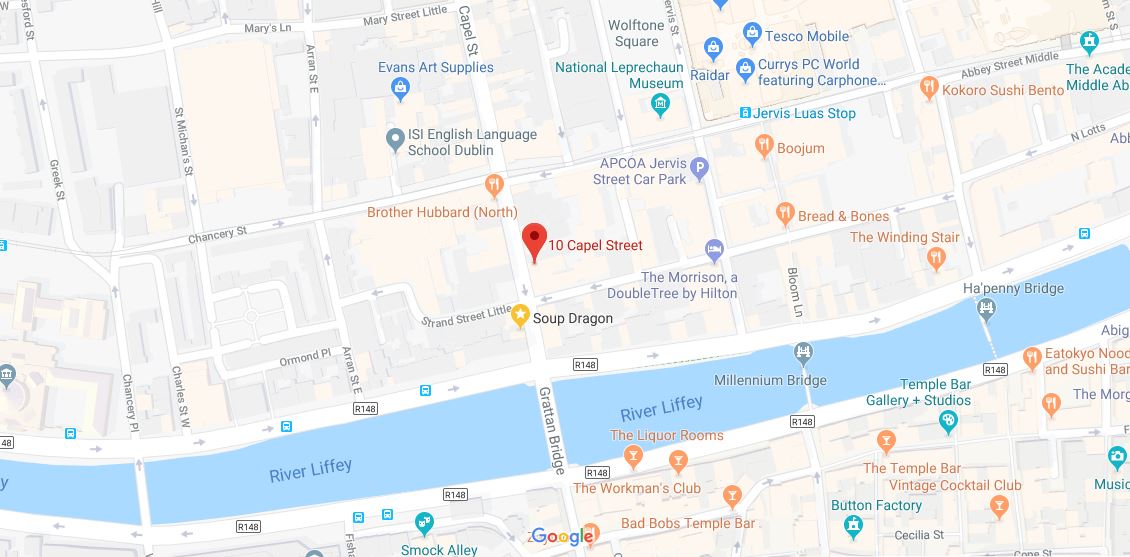 Mary Street Little
Mary's Ln
Capel St
Arran St E
Wolftone
Square
Tesco Mobile
Raidar
Currys PC World
featuring Carphone...
Abbey Street Middle
The Acade
Middle Ab
Kokoro Sushi Bento
Evans Art Supplies
National Leprechaun
Museum
Jervis Luas Stop
N Lotts
St Michan's St
ISI English Language
School Dublin
Boojum
APCOA Jervis
Street Car Park
P
Greek St
Brother Hubbard (North)
Chancery St
Bread & Bones
The Winding Stair
10 Capel Street
The Morrison, a
DoubleTree by Hilton
Bloom Ln
Ha'penny Bridge
Strand Street Little
Soup Dragon
Ormond Pl
Arran St E
Chancery Pl
Charles St W
R148
R148
R148
R148
Millennium Bridge
Eatokyo Nood
and Sushi Bar
Temple Bar
Gallery + Studios
The Morg
Grattan Bridge
River Liffey
River Liffey
R148
The Liquor Rooms
R148
The Workman's Club
R148
R148
The Temple Bar
Vintage Cocktail Club
Music
Button Factory
Bad Bobs Temple Bar
Cecilia St
Google
Smock Alley
Cope St